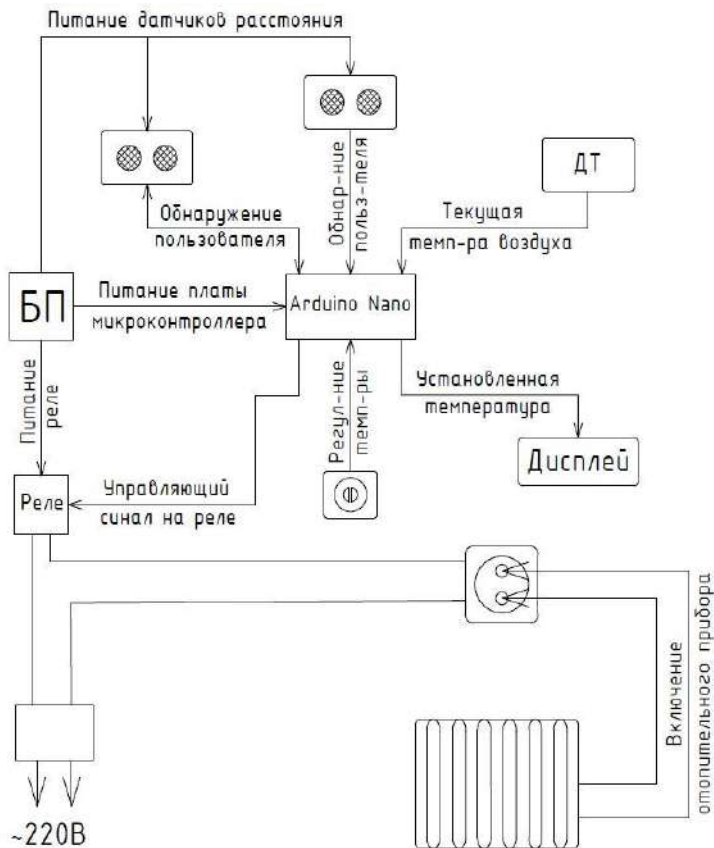 Питание датчиков расстояния
Обнаружение
пользователя
Обнар-ние
польз-теля
ДТ
Текущая
темп-ра воздуха
БП
Питание платы
микроконтроллера
Arduino Nano
Питание
реле
Регул-ние
темп-ры
Установленная
температура
Дисплей
Реле
Управляющий
синал на реле
Включение
отопительного прибора
~220В